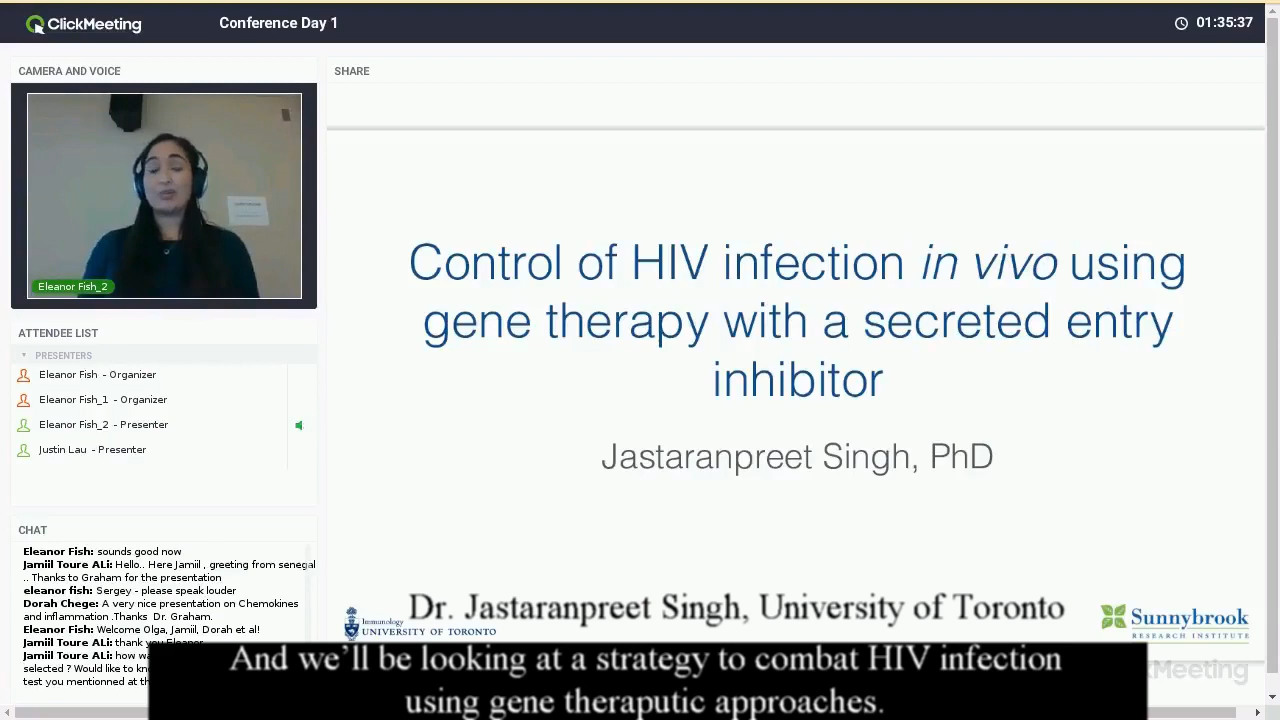 ClickMeeting
Conference Day 1
01:35:37
CAMERA AND VOICE
SHARE
Eleanor Fish_2
ATTENDEE LIST
PRESENTERS
Eleanor Fish - Organizer
Eleanor Fish_1 - Organizer
Eleanor Fish_2 - Presenter
Justin Lau - Presenter
CHAT
Eleanor Fish: sounds good now
Jamiil Toure ALi: Hello.. Here Jamiil , greeting from senegal
.. Thanks to Graham for the presentation
eleanor fish: Sergey - please speak louder
Dorah Chege: A very nice presentation on Chemokines
and inflammation .Thanks Dr. Graham.
Eleanor Fish: Welcome Olga, Jamiil, Dorah et al!
Jamiil Toure ALi: thank you Eleanor
Jamiil Toure ALi: how wa
selected ? Would like to kn
test you mentioned at th
Control of HIV infection in vivo using
gene therapy with a secreted entry
inhibitor
Jastaranpreet Singh, PhD
Dr. Jastaranpreet Singh, University of Toronto
Immunology
UNIVERSITY OF TORONTO
Sunnybrook
RESEARCH INSTITUTE
And we'll be looking at a strategy to combat HIV infection
using gene theraputic approaches.
Meeting